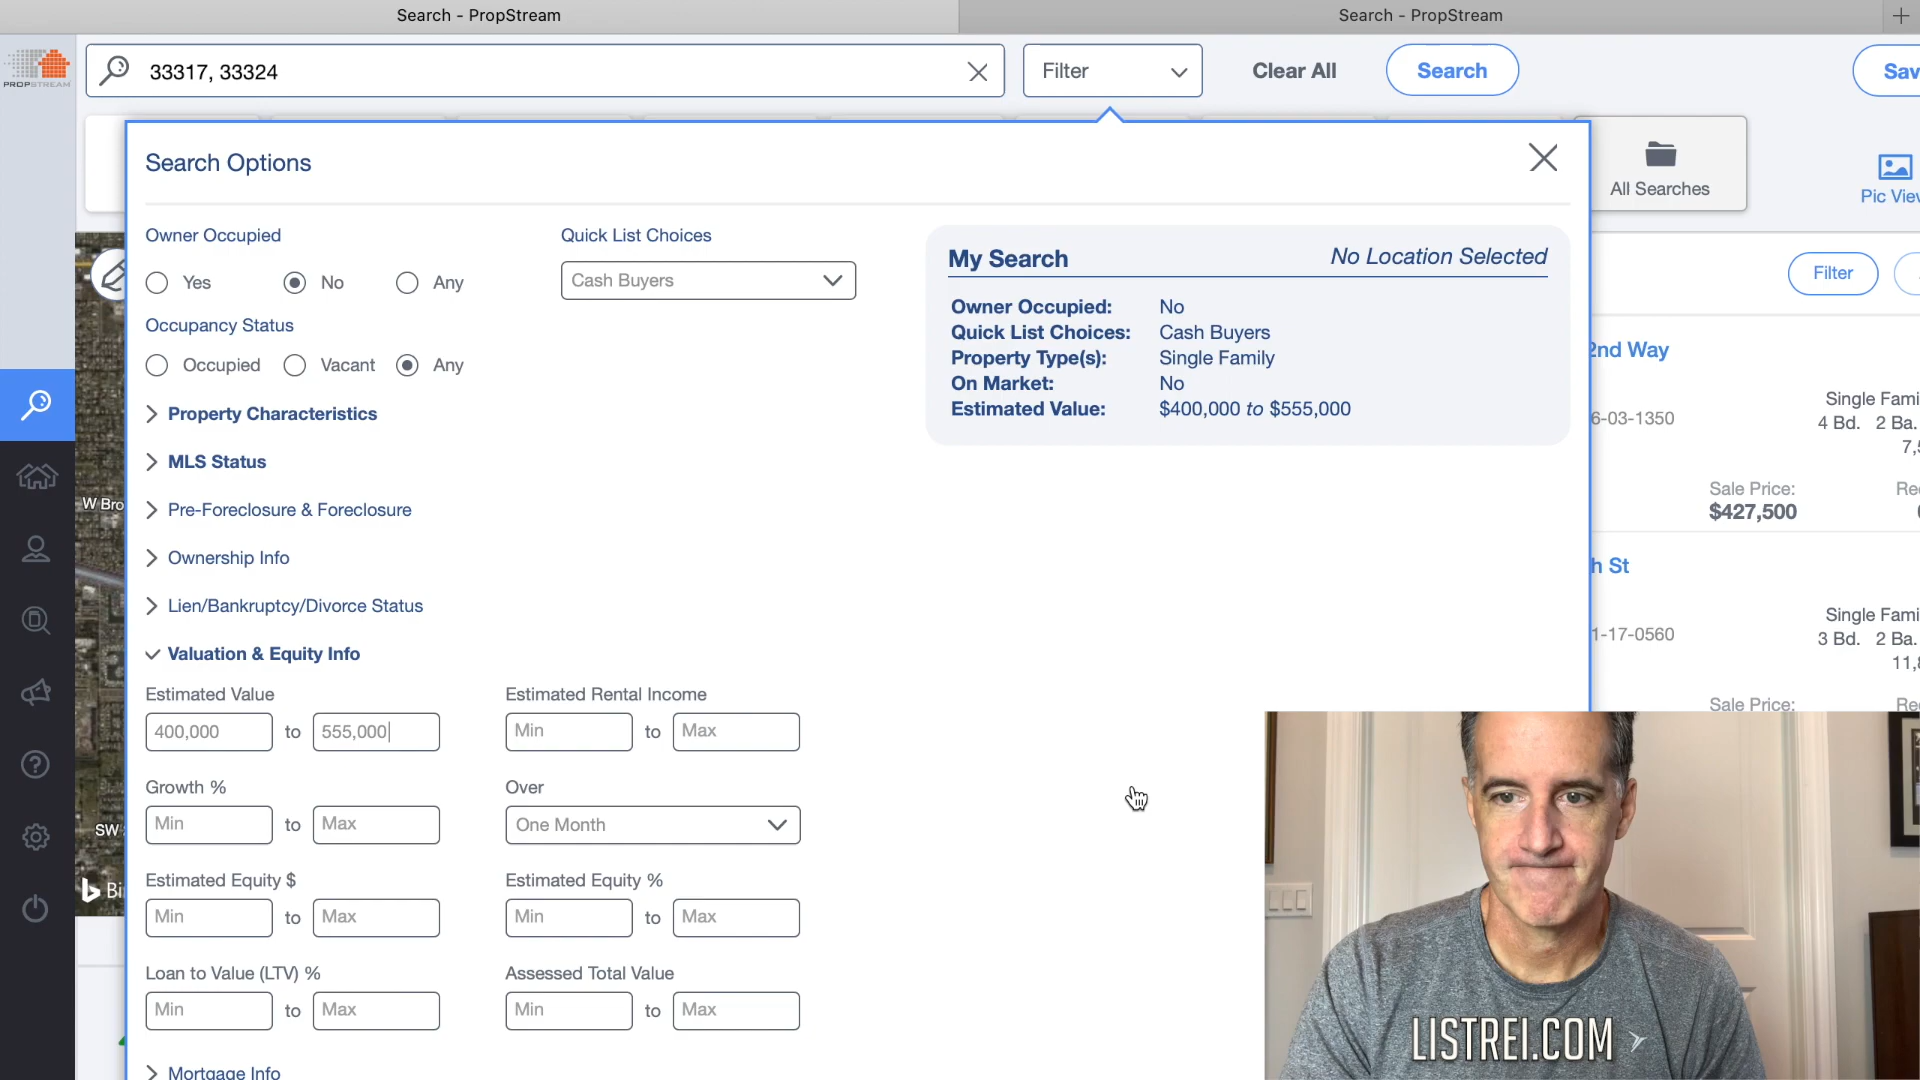 Search - PropStream
Search - PropStream
PROPSTREAM
33317, 33324
Filter
Clear All
Search
Sav
Search Options
All Searches
Pic View
Owner Occupied
Yes
No
Any
Quick List Choices
Cash Buyers
Occupancy Status
Occupied
Vacant
Any
My Search
No Location Selected
Owner Occupied: No
Quick List Choices: Cash Buyers
Property Type(s): Single Family
On Market: No
Estimated Value: $400,000 to $555,000
Filter
2nd Way
6-03-1350
Single Fami
4 Bd. 2 Ba.
7,5
Sale Price:
$427,500
Re
h St
1-17-0560
Single Fami
3 Bd. 2 Ba.
11,8
Sale Price:
Re
Property Characteristics
MLS Status
Pre-Foreclosure & Foreclosure
Ownership Info
Lien/Bankruptcy/Divorce Status
Valuation & Equity Info
Estimated Value
400,000 to 555,000
Estimated Rental Income
Min to Max
Growth %
Min to Max
Over
One Month
Estimated Equity $
Min to Max
Estimated Equity %
Min to Max
Loan to Value (LTV) %
Min to Max
Assessed Total Value
Min to Max
Mortgage Info
W Bro
SW
Bi
LISTREI.COM